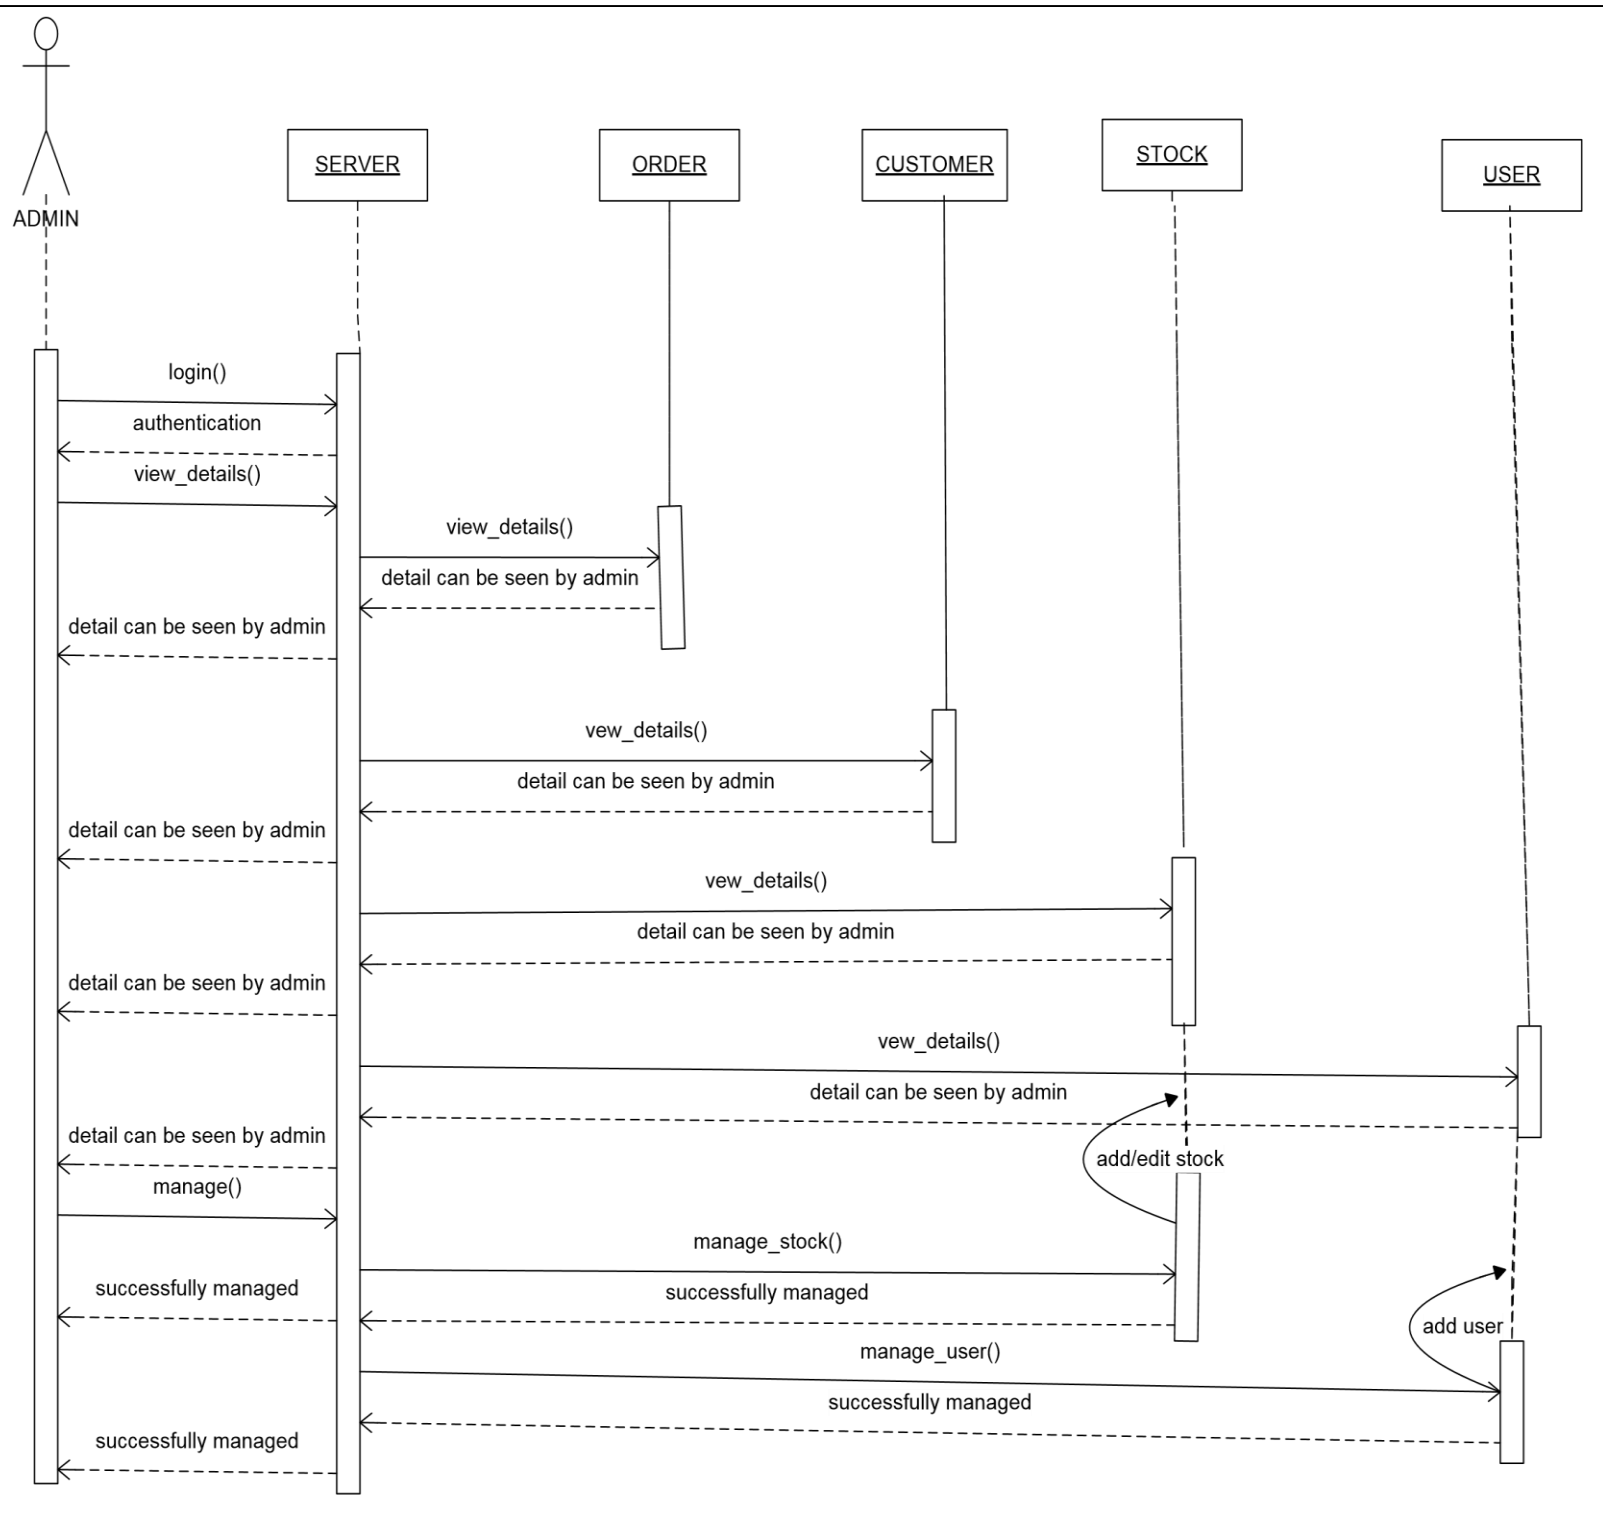 STOCK
SERVER
ORDER
CUSTOMER
USER
ADMIN
login()
authentication
view_details()
view_details()
detail can be seen by admin
detail can be seen by admin
vew_details()
detail can be seen by admin
detail can be seen by admin
vew_details()
detail can be seen by admin
detail can be seen by admin
vew_details()
detail can be seen by admin
detail can be seen by admin
add/edit stock
manage()
manage_stock()
successfully managed
successfully managed
add user
manage_user()
successfully managed
successfully managed